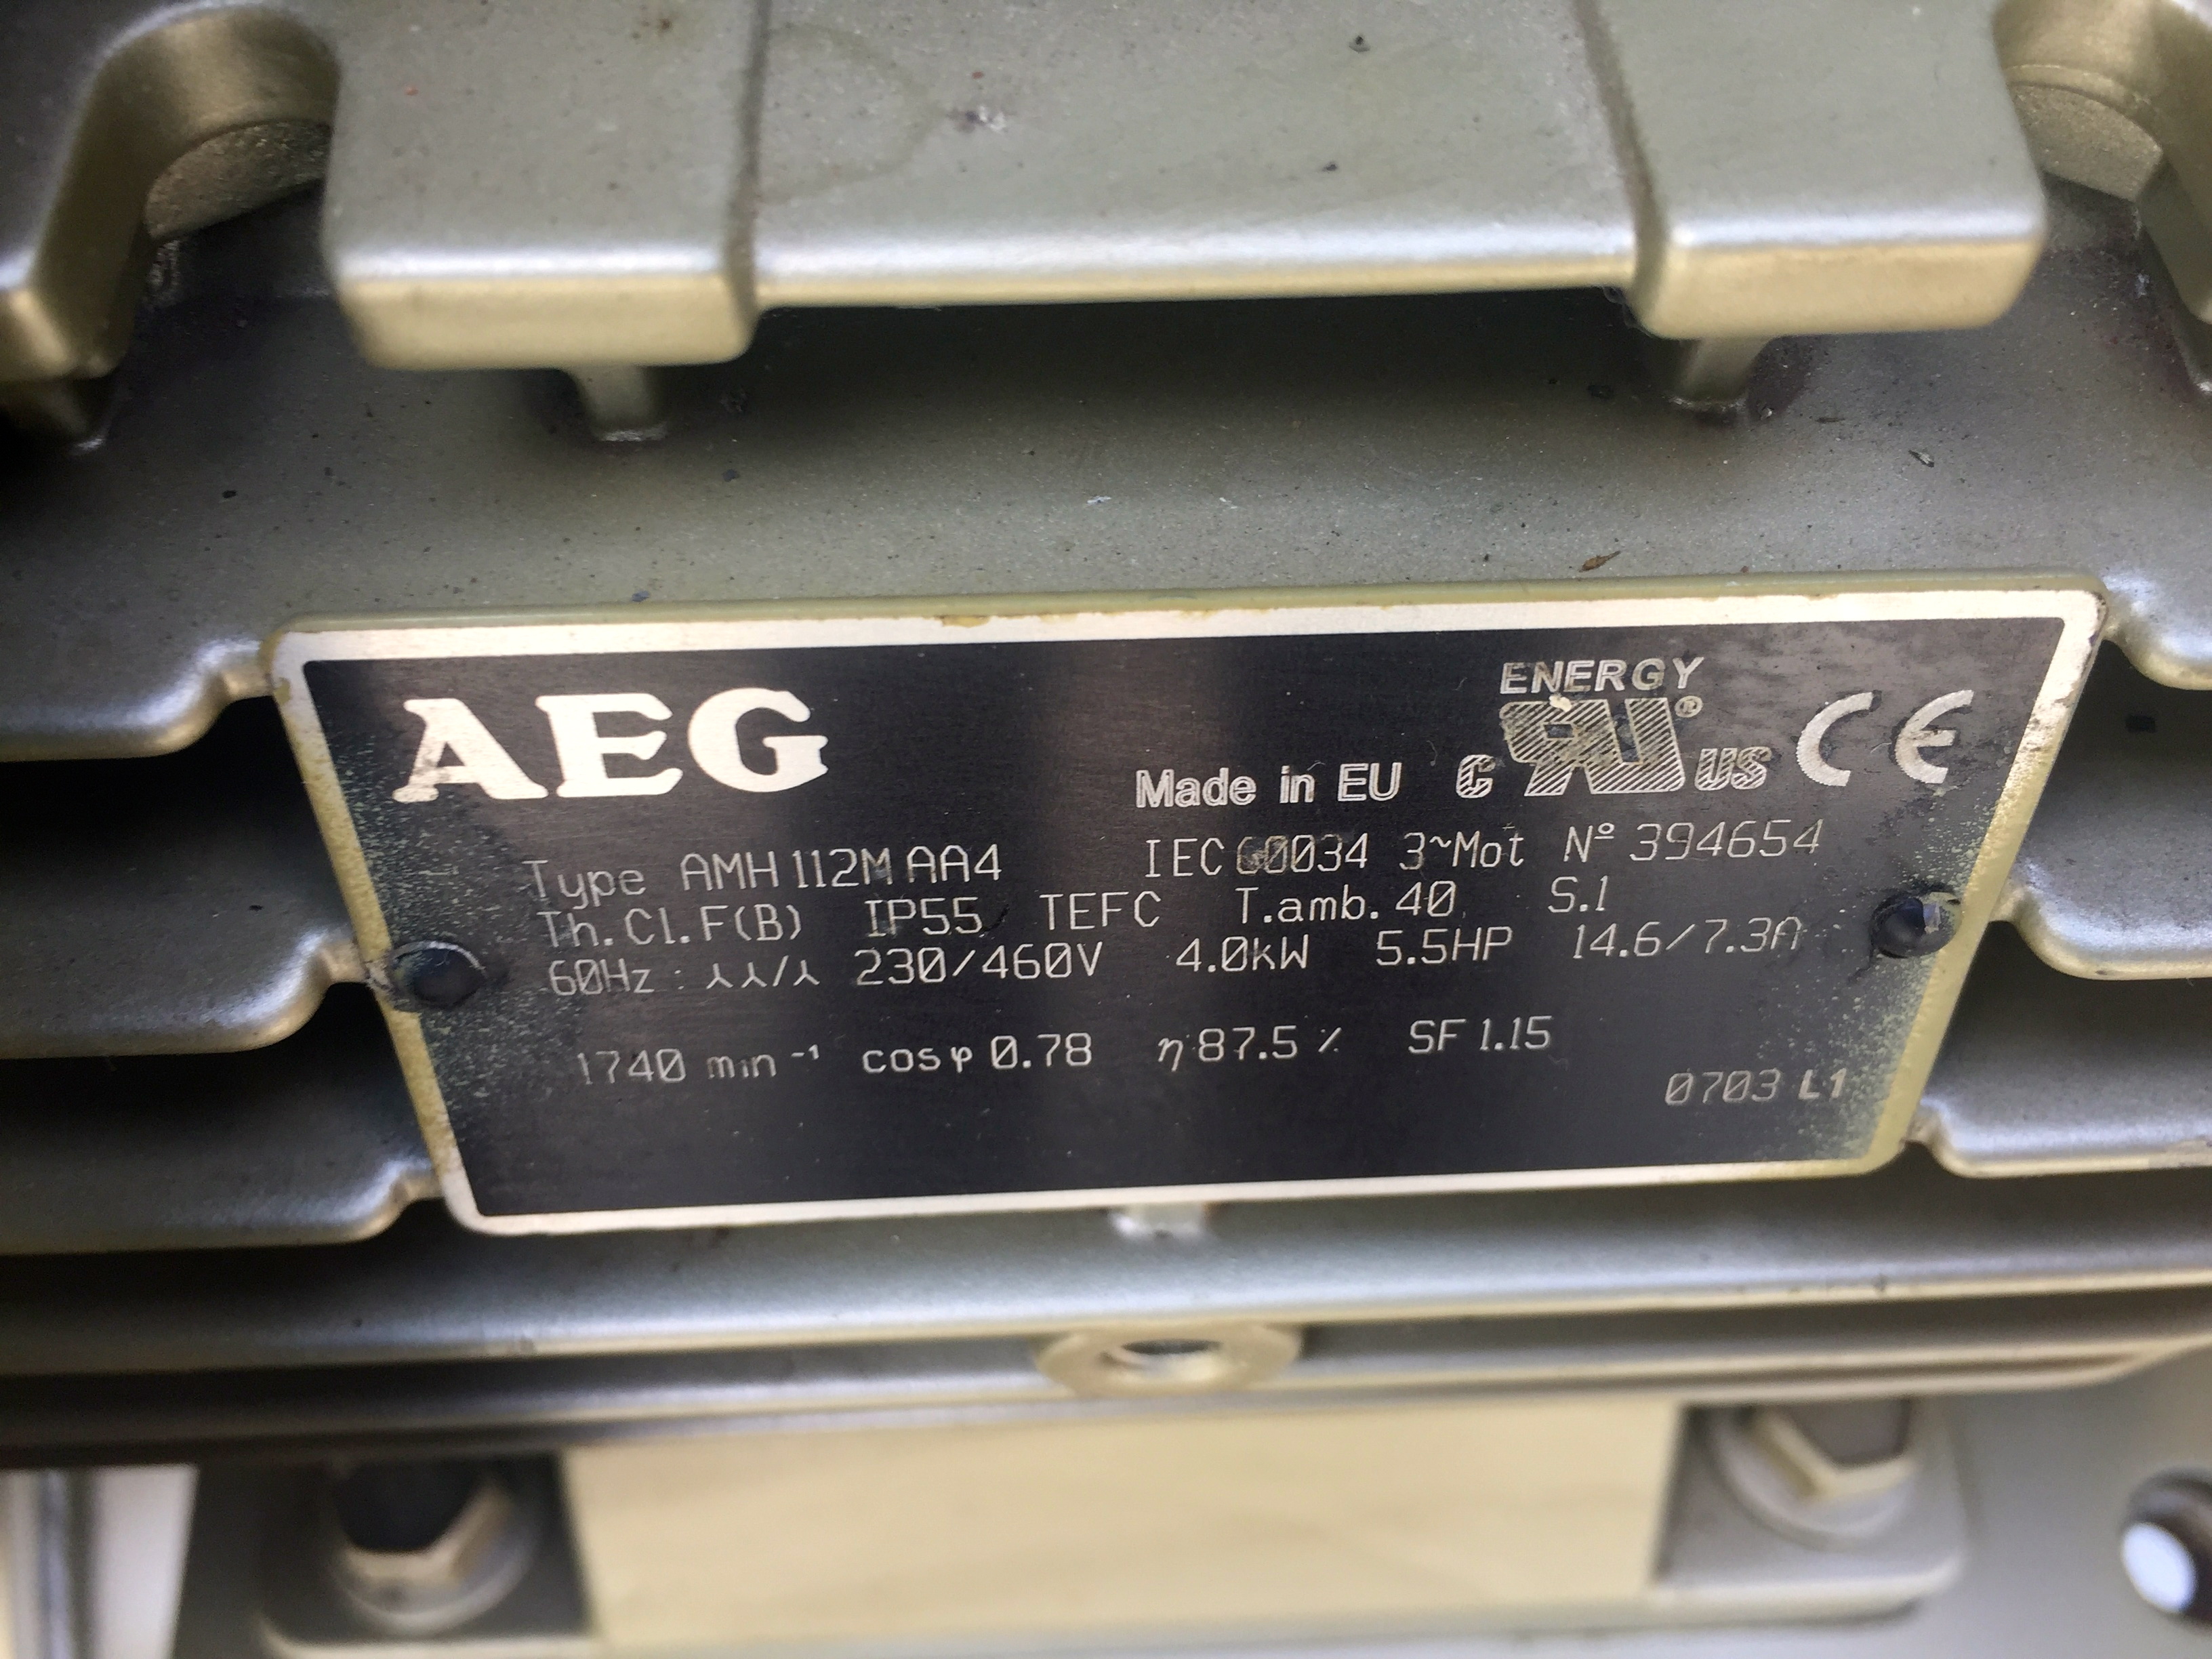 AEG
ENERGY
Made in EU c RU® US CE
Type AMH 112M AA4 IEC 60034 3~Mot Nº 394654
Th.Cl.F(B) IP55 TEFC T.amb. 40 S.1
60Hz : ⅄⅄/⅄ 230/460V 4.0kW 5.5HP 14.6/7.3A
1740 min⁻¹ cosφ 0.78 η 87.5 % SF 1.15
0703 L1